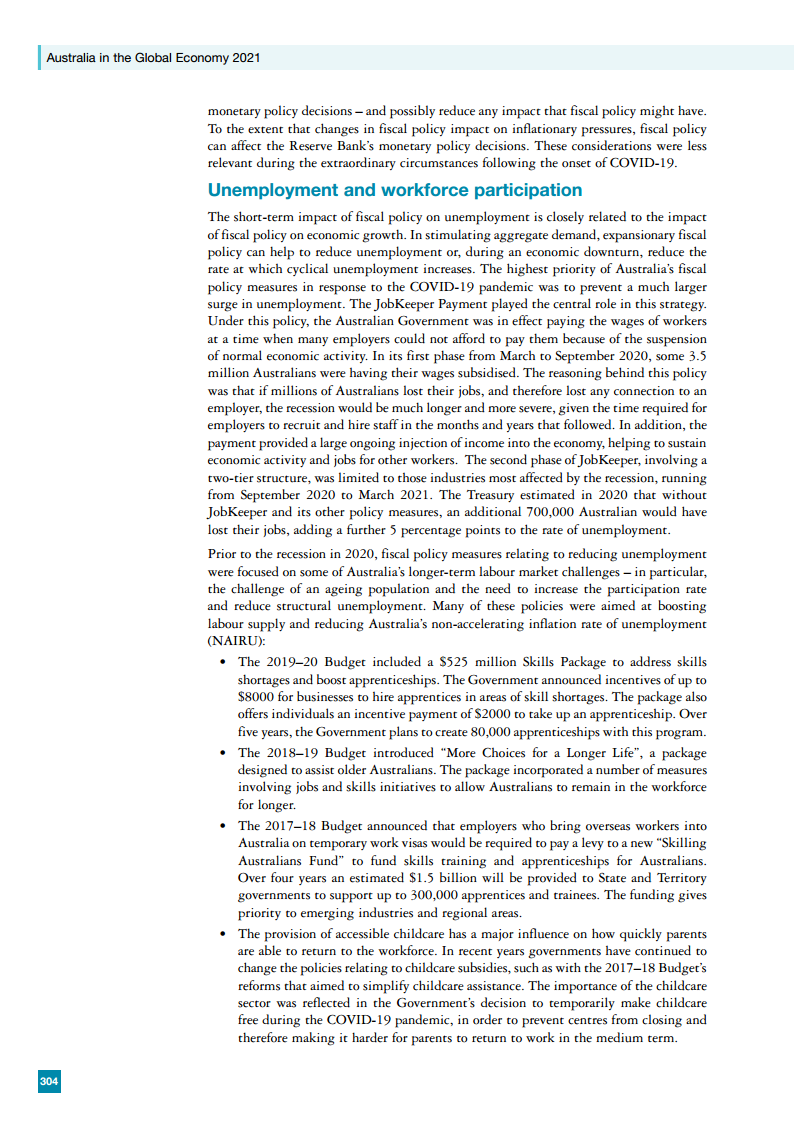 Australia in the Global Economy 2021
monetary policy decisions – and possibly reduce any impact that fiscal policy might have.
To the extent that changes in fiscal policy impact on inflationary pressures, fiscal policy
can affect the Reserve Bank’s monetary policy decisions. These considerations were less
relevant during the extraordinary circumstances following the onset of COVID-19.
Unemployment and workforce participation
The short-term impact of fiscal policy on unemployment is closely related to the impact
of fiscal policy on economic growth. In stimulating aggregate demand, expansionary fiscal
policy can help to reduce unemployment or, during an economic downturn, reduce the
rate at which cyclical unemployment increases. The highest priority of Australia’s fiscal
policy measures in response to the COVID-19 pandemic was to prevent a much larger
surge in unemployment. The JobKeeper Payment played the central role in this strategy.
Under this policy, the Australian Government was in effect paying the wages of workers
at a time when many employers could not afford to pay them because of the suspension
of normal economic activity. In its first phase from March to September 2020, some 3.5
million Australians were having their wages subsidised. The reasoning behind this policy
was that if millions of Australians lost their jobs, and therefore lost any connection to an
employer, the recession would be much longer and more severe, given the time required for
employers to recruit and hire staff in the months and years that followed. In addition, the
payment provided a large ongoing injection of income into the economy, helping to sustain
economic activity and jobs for other workers. The second phase of JobKeeper, involving a
two-tier structure, was limited to those industries most affected by the recession, running
from September 2020 to March 2021. The Treasury estimated in 2020 that without
JobKeeper and its other policy measures, an additional 700,000 Australian would have
lost their jobs, adding a further 5 percentage points to the rate of unemployment.
Prior to the recession in 2020, fiscal policy measures relating to reducing unemployment
were focused on some of Australia’s longer-term labour market challenges – in particular,
the challenge of an ageing population and the need to increase the participation rate
and reduce structural unemployment. Many of these policies were aimed at boosting
labour supply and reducing Australia’s non-accelerating inflation rate of unemployment
(NAIRU):
• The 2019–20 Budget included a $525 million Skills Package to address skills
shortages and boost apprenticeships. The Government announced incentives of up to
$8000 for businesses to hire apprentices in areas of skill shortages. The package also
offers individuals an incentive payment of $2000 to take up an apprenticeship. Over
five years, the Government plans to create 80,000 apprenticeships with this program.
• The 2018–19 Budget introduced “More Choices for a Longer Life”, a package
designed to assist older Australians. The package incorporated a number of measures
involving jobs and skills initiatives to allow Australians to remain in the workforce
for longer.
• The 2017–18 Budget announced that employers who bring overseas workers into
Australia on temporary work visas would be required to pay a levy to a new “Skilling
Australians Fund” to fund skills training and apprenticeships for Australians.
Over four years an estimated $1.5 billion will be provided to State and Territory
governments to support up to 300,000 apprentices and trainees. The funding gives
priority to emerging industries and regional areas.
• The provision of accessible childcare has a major influence on how quickly parents
are able to return to the workforce. In recent years governments have continued to
change the policies relating to childcare subsidies, such as with the 2017–18 Budget’s
reforms that aimed to simplify childcare assistance. The importance of the childcare
sector was reflected in the Government’s decision to temporarily make childcare
free during the COVID-19 pandemic, in order to prevent centres from closing and
therefore making it harder for parents to return to work in the medium term.
304